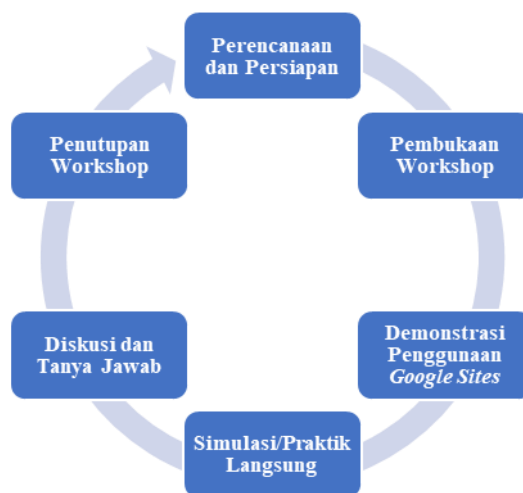 Perencanaan
dan Persiapan
Pembukaan
Workshop
Demonstrasi
Penggunaan
Google Sites
Simulasi/Praktik
Langsung
Diskusi dan
Tanya Jawab
Penutupan
Workshop